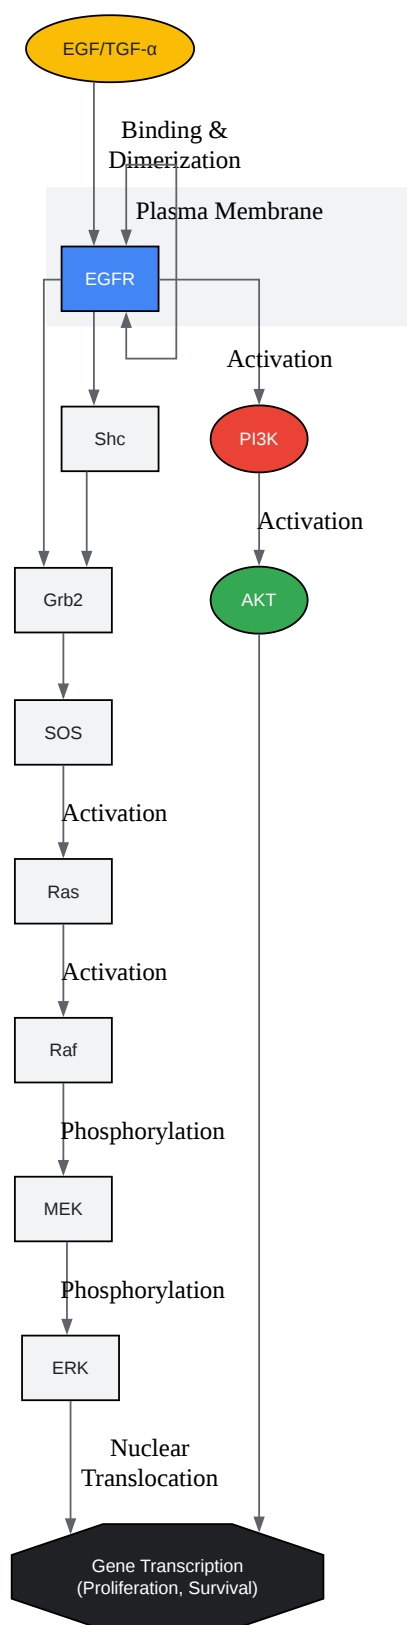 EGF/TGF-α
Binding &
Dimerization
Plasma Membrane
EGFR
Activation
Shc
PI3K
Activation
Grb2
AKT
SOS
Activation
Ras
Activation
Raf
Phosphorylation
MEK
Phosphorylation
ERK
Nuclear
Translocation
Gene Transcription
(Proliferation, Survival)